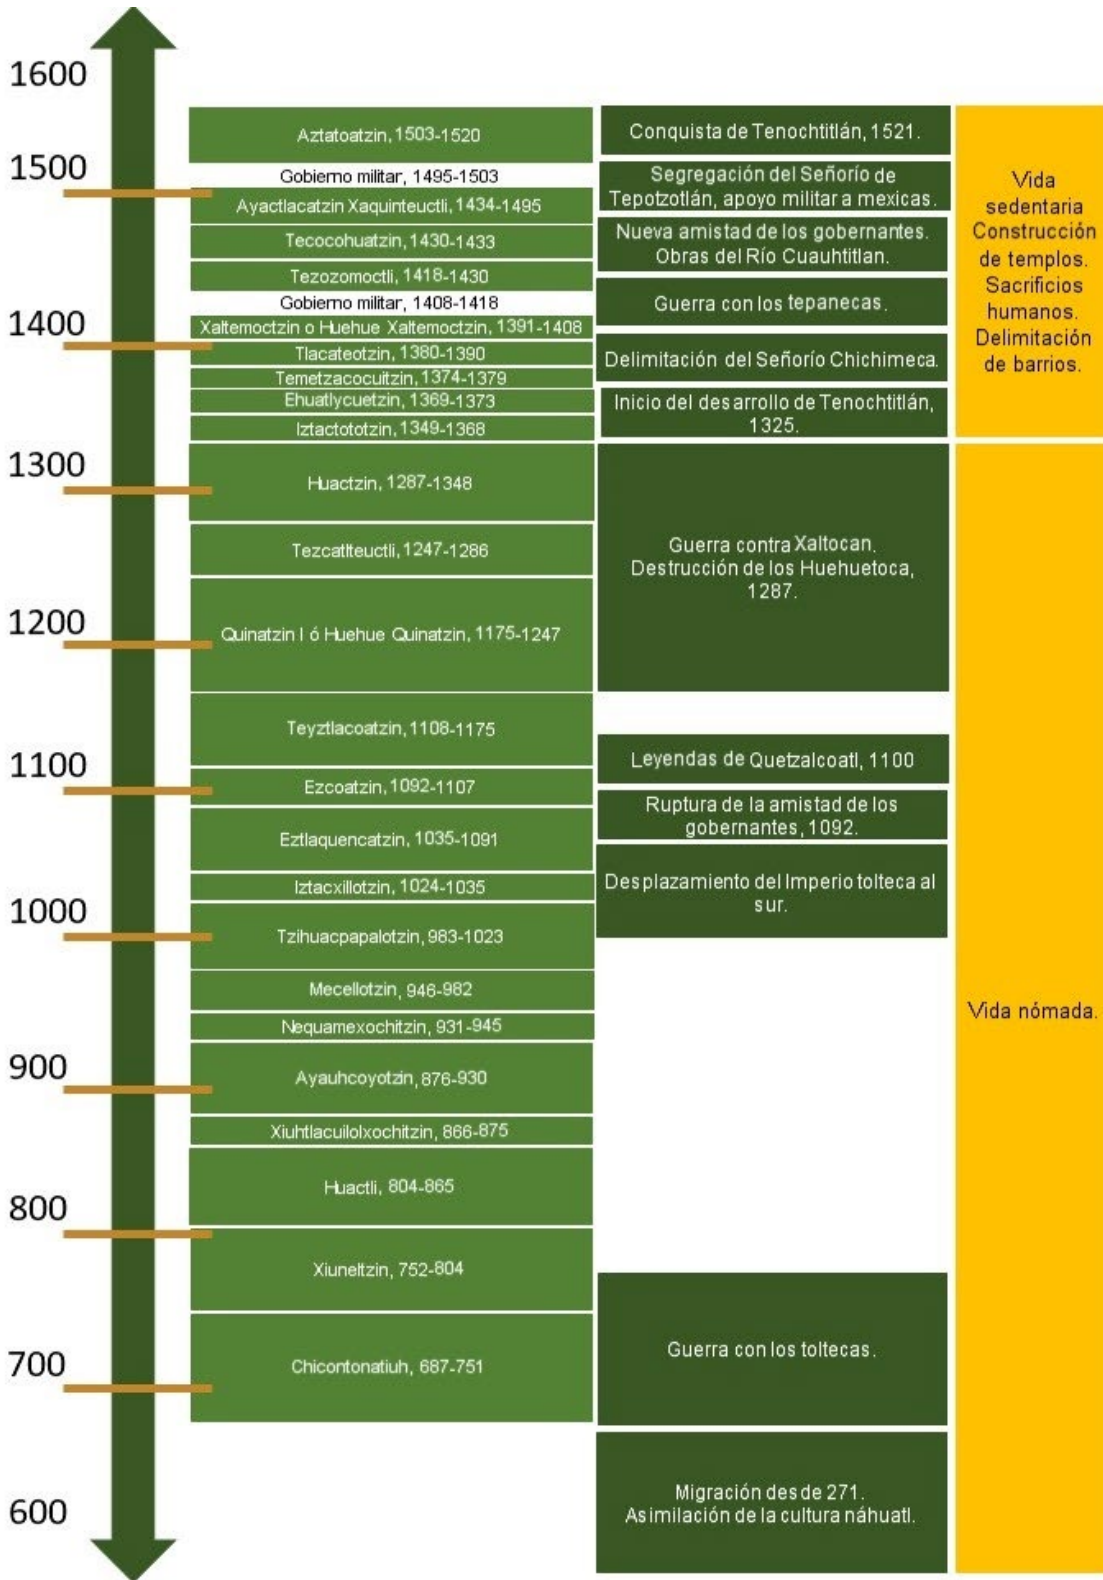 1600
1500
1400
1300
1200
1100
1000
900
800
700
600
Aztatoatzin, 1503-1520
Gobierno militar, 1495-1503
Ayactlacatzin Xaquinteuctli, 1434-1495
Tecocohuatzin, 1430-1433
Tezozomoctli, 1418-1430
Gobierno militar, 1408-1418
Xaltemoctzin o Huehue Xaltemoctzin, 1391-1408
Tlacateotzin, 1380-1390
Temetzacocuitzin, 1374-1379
Ehuatlycuetzin, 1369-1373
Iztactototzin, 1349-1368
Huactzin, 1287-1348
Tezcatlteuctli, 1247-1286
Quinatzin I ó Huehue Quinatzin, 1175-1247
Teyztlacoatzin, 1108-1175
Ezcoatzin, 1092-1107
Eztlaquencatzin, 1035-1091
Iztacxillotzin, 1024-1035
Tzihuacpapalotzin, 983-1023
Mecellotzin, 946-982
Nequamexochitzin, 931-945
Ayauhcoyotzin, 876-930
Xiuhtlacuilolxochitzin, 866-875
Huactli, 804-865
Xiuneltzin, 752-804
Chicontonatiuh, 687-751
Conquista de Tenochtitlán, 1521.
Segregación del Señorío de
Tepotzotlán, apoyo militar a mexicas.
Nueva amistad de los gobernantes.
Obras del Río Cuauhtitlan.
Guerra con los tepanecas.
Delimitación del Señorío Chichimeca.
Inicio del desarrollo de Tenochtitlán,
1325.
Guerra contra Xaltocan.
Destrucción de los Huehuetoca,
1287.
Leyendas de Quetzalcoatl, 1100
Ruptura de la amistad de los
gobernantes, 1092.
Desplazamiento del Imperio tolteca al
sur.
Guerra con los toltecas.
Migración desde 271.
Asimilación de la cultura náhuatl.
Vida
sedentaria
Construcción
de templos.
Sacrificios
humanos.
Delimitación
de barrios.
Vida nómada.